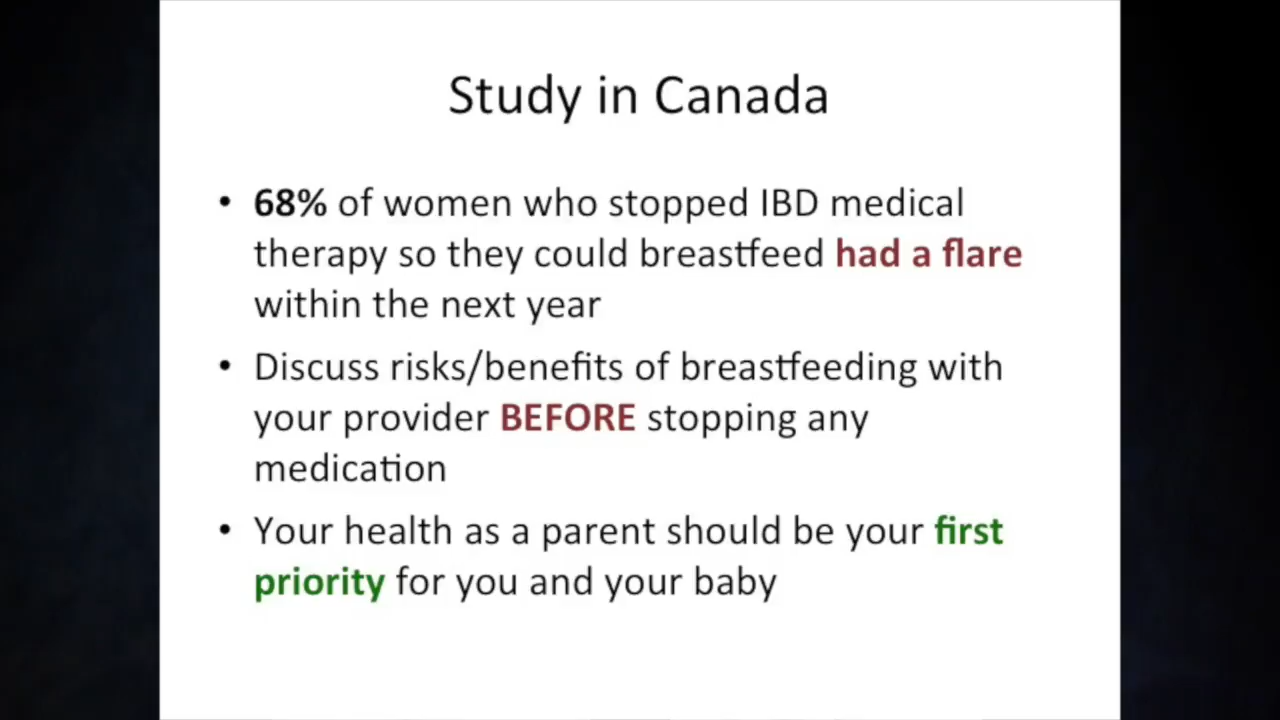 Study in Canada
• 68% of women who stopped IBD medical
therapy so they could breastfeed had a flare
within the next year
• Discuss risks/benefits of breastfeeding with
your provider BEFORE stopping any
medication
• Your health as a parent should be your first
priority for you and your baby